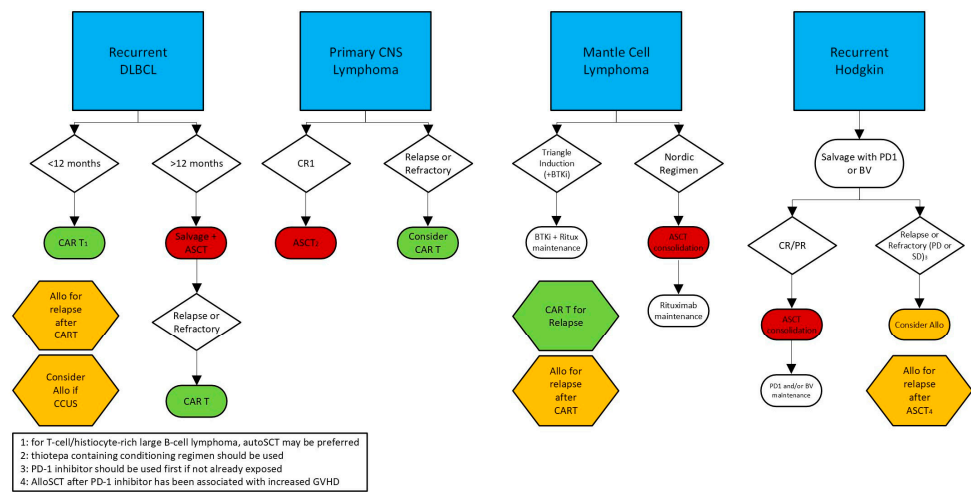 Recurrent
DLBCL
<12 months
>12 months
CAR T₁
Salvage +
ASCT
Allo for
relapse
after
CART
Relapse or
Refractory
Consider
Allo if
CCUS
CAR T
Primary CNS
Lymphoma
CR1
Relapse or
Refractory
ASCT₂
Consider
CAR T
Mantle Cell
Lymphoma
Triangle
Induction
(+BTKi)
Nordic
Regimen
BTKi + Ritux
maintenance
ASCT
consolidation
CAR T for
Relapse
Rituximab
maintenance
Allo for
relapse
after
CART
Recurrent
Hodgkin
Salvage with PD1
or BV
CR/PR
Relapse or
Refractory (PD or
SD)₃
ASCT
consolidation
Consider Allo
PD1 and/or BV
maintenance
Allo for
relapse
after
ASCT₄
1: for T-cell/histiocyte-rich large B-cell lymphoma, autoSCT may be preferred
2: thiotepa containing conditioning regimen should be used
3: PD-1 inhibitor should be used first if not already exposed
4: AlloSCT after PD-1 inhibitor has been associated with increased GVHD